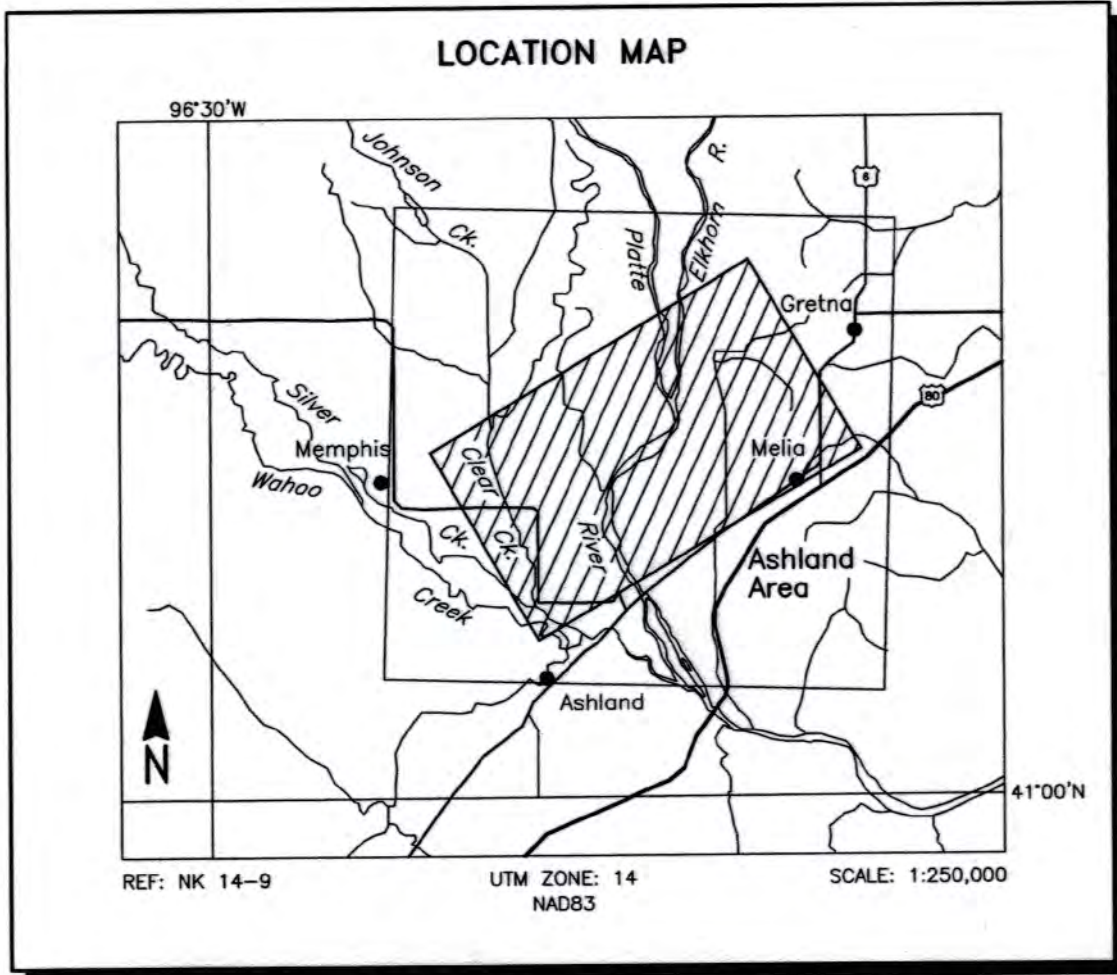 LOCATION MAP
96°30'W
Johnson
Ck.
R.
6
Platte
Elkhorn
Gretna
80
Silver
Memphis
Wahoo
Clear
Ck.
Melia
Ck.
River
Creek
Ashland
Area
Ashland
N
41°00'N
REF: NK 14-9
UTM ZONE: 14
NAD83
SCALE: 1:250,000